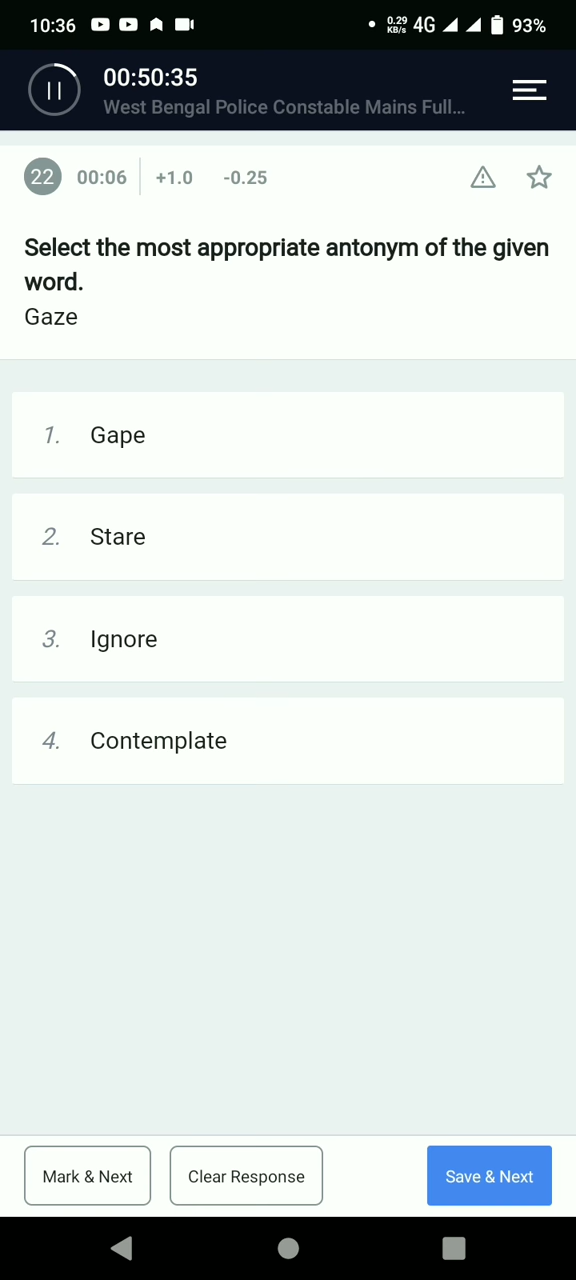 10:36 0.29 KB/s 4G 93%
00:50:35
West Bengal Police Constable Mains Full...
22 00:06 +1.0 -0.25
Select the most appropriate antonym of the given
word.
Gaze
1. Gape
2. Stare
3. Ignore
4. Contemplate
Mark & Next Clear Response Save & Next